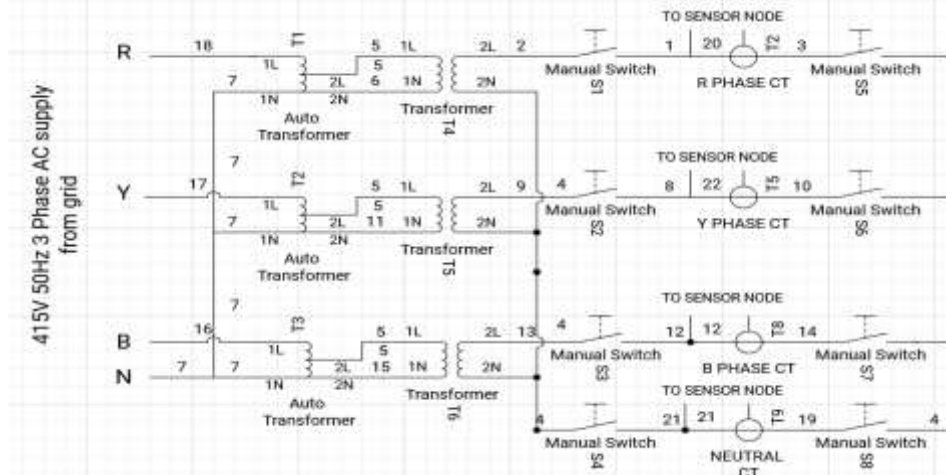 TO SENSOR NODE
R 18 T1 5 1L 2L 2 1 20 T2 3
1L 5
7 2L 6 1N 2N Manual Switch S1 R PHASE CT Manual Switch S5
1N 2N
Auto
Transformer
Transformer
T4
415V 50Hz 3 Phase AC supply
from grid
7
TO SENSOR NODE
Y 17 T2 5 1L 2L 9 4 8 22 T5 10
1L 5
7 2L 11 1N 2N Manual Switch S2 Y PHASE CT Manual Switch S6
1N 2N
Auto
Transformer
Transformer
T5
7
TO SENSOR NODE
B 16 T3 5 1L 2L 13 4 12 12 T8 14
1L 5
N 7 7 2L 15 1N 2N Manual Switch S3 B PHASE CT Manual Switch S7
1N 2N
Auto
Transformer
Transformer
T6
TO SENSOR NODE
4 21 21 T9 19 4
Manual Switch S4 NEUTRAL Manual Switch S8
CT